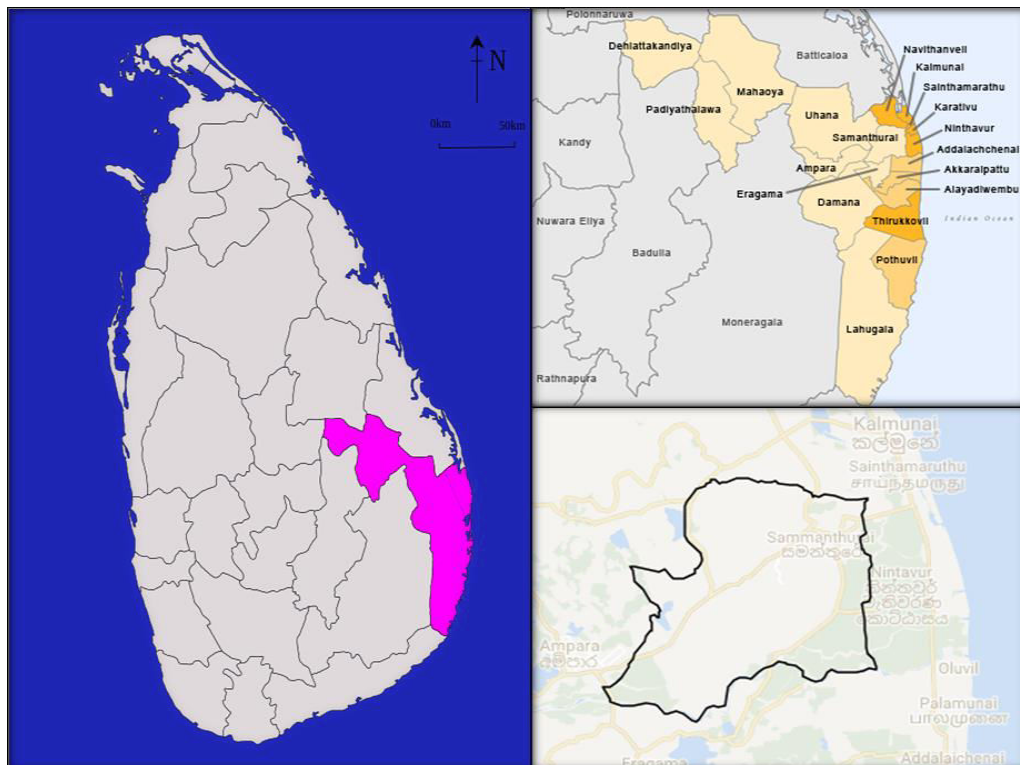 N
0km 50km
Polonnaruwa
Dehiattakandiya
Batticaloa
Navithanveli
Kalmunai
Sainthamarathu
Mahaoya
Padiyathalawa
Uhana
Karativu
Samanthurai
Ninthavur
Kandy
Addalachchenai
Ampara
Akkaraipattu
Eragama
Alayadiwembu
Damana
Nuwara Eliya
Thirukkovil
Indian Ocean
Badulla
Pothuvil
Moneragala
Lahugala
Rathnapura
Kalmunai
කල්මුනේ
Sainthamaruthu
சாய்ந்தமருது
Sammanthurai
සමන්තුරේ
Nintavur
நிந்தவூர்
Ampara
අම්පාර
Oluvil
Palamunai
பாலமுனை
Addalaichenai
Eragama